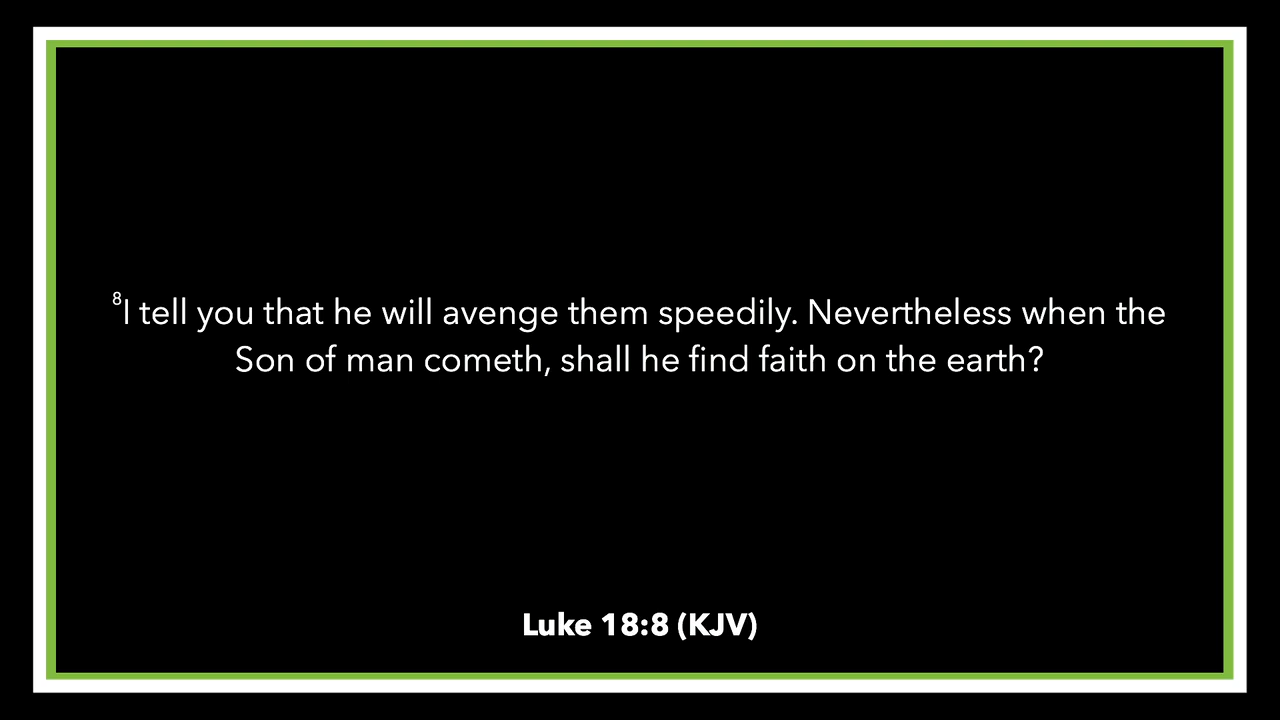 ⁸I tell you that he will avenge them speedily. Nevertheless when the
Son of man cometh, shall he find faith on the earth?
Luke 18:8 (KJV)